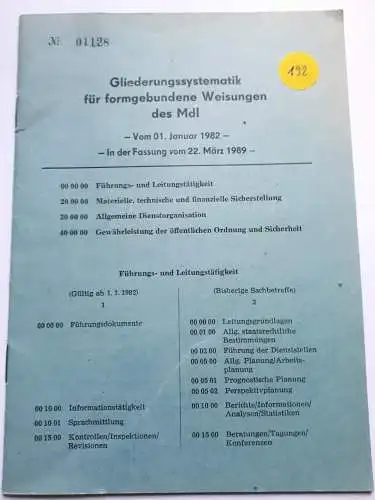 № 01128
192
Gliederungssystematik
für formgebundene Weisungen
des MdI
— Vom 01. Januar 1982 —
— In der Fassung vom 22. März 1989 —
00 00 00 Führungs- und Leitungstätigkeit
20 00 00 Materielle, technische und finanzielle Sicherstellung
30 00 00 Allgemeine Dienstorganisation
40 00 00 Gewährleistung der öffentlichen Ordnung und Sicherheit
Führungs- und Leitungstätigkeit
(Gültig ab 1. 1. 1982)
1
00 00 00 Führungsdokumente
00 10 00 Informationstätigkeit
00 10 01 Sprachmittlung
00 15 00 Kontrollen/Inspektionen/
Revisionen
(Bisherige Sachbetreffe)
2
00 00 00 Leitungsgrundlagen
00 01 00 Allg. staatsrechtliche
Bestimmungen
00 02 00 Führung der Dienststellen
00 05 00 Allg. Planung/Arbeits-
planung
00 05 01 Prognostische Planung
00 05 02 Perspektivplanung
00 10 00 Berichte/Informationen/
Analysen/Statistiken
00 15 00 Beratungen/Tagungen/
Konferenzen